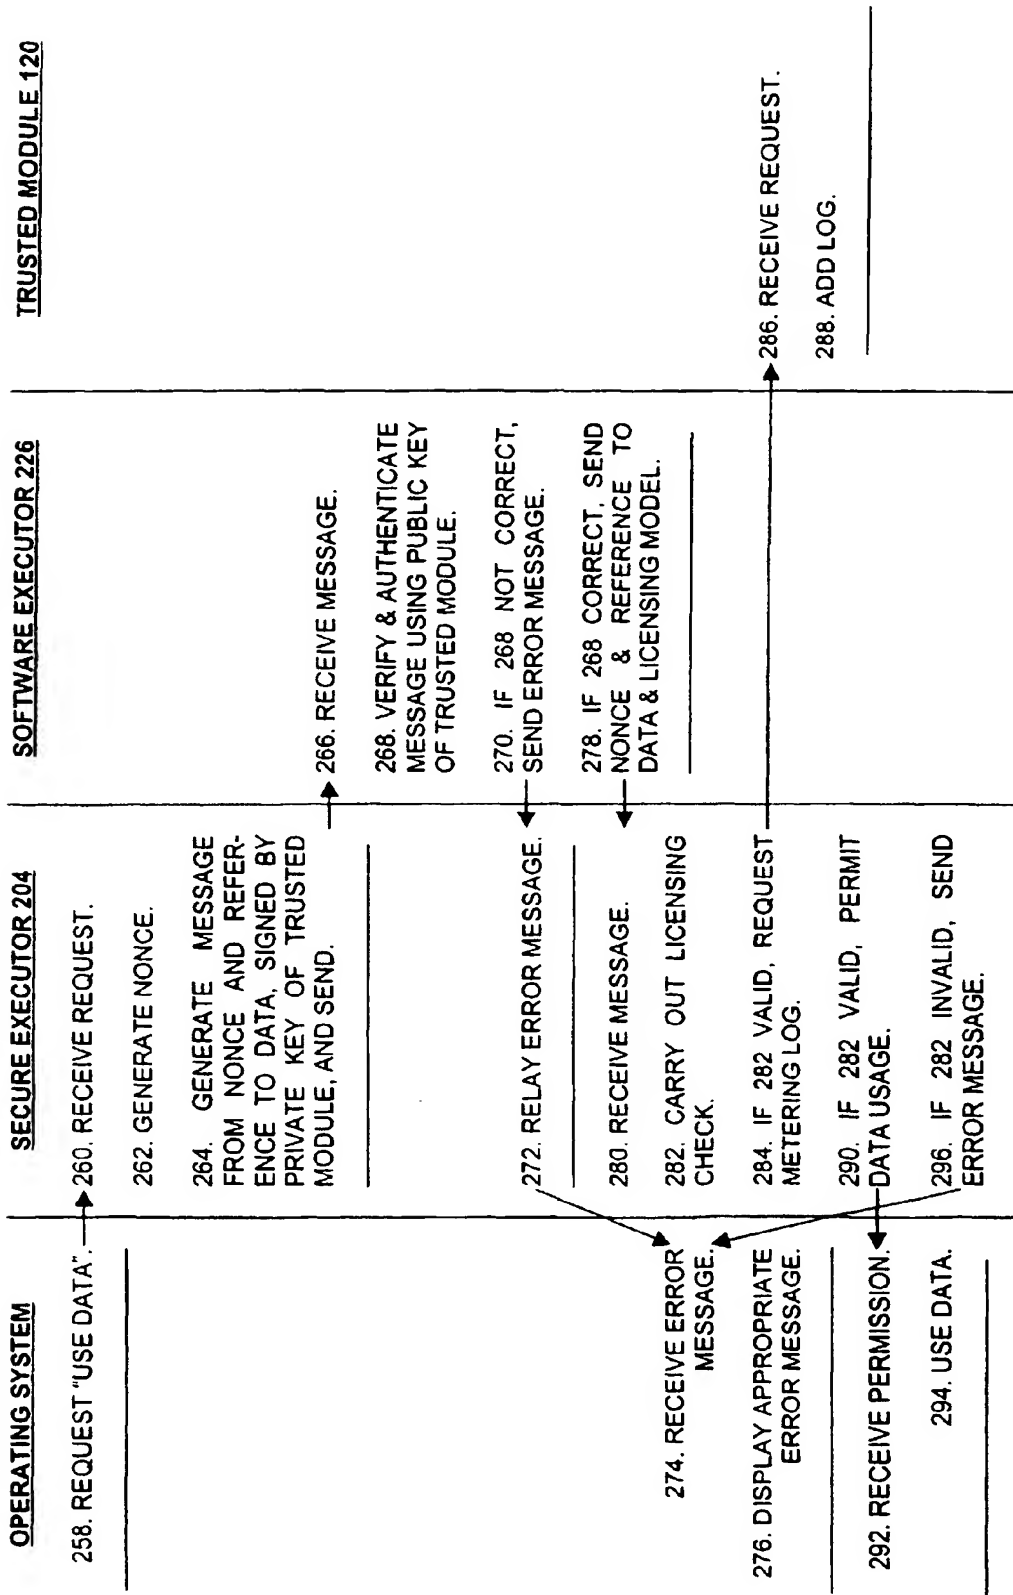 OPERATING SYSTEM
258. REQUEST "USE DATA".
274. RECEIVE ERROR
MESSAGE.
276. DISPLAY APPROPRIATE
ERROR MESSAGE.
292. RECEIVE PERMISSION.
294. USE DATA.
SECURE EXECUTOR 204
260. RECEIVE REQUEST.
262. GENERATE NONCE.
264. GENERATE MESSAGE
FROM NONCE AND REFER-
ENCE TO DATA, SIGNED BY
PRIVATE KEY OF TRUSTED
MODULE, AND SEND.
272. RELAY ERROR MESSAGE.
280. RECEIVE MESSAGE.
282. CARRY OUT LICENSING
CHECK.
284. IF 282 VALID, REQUEST
METERING LOG.
290. IF 282 VALID, PERMIT
DATA USAGE.
296. IF 282 INVALID, SEND
ERROR MESSAGE.
SOFTWARE EXECUTOR 226
266. RECEIVE MESSAGE.
268. VERIFY & AUTHENTICATE
MESSAGE USING PUBLIC KEY
OF TRUSTED MODULE.
270. IF 268 NOT CORRECT,
SEND ERROR MESSAGE.
278. IF 268 CORRECT, SEND
NONCE & REFERENCE TO
DATA & LICENSING MODEL.
TRUSTED MODULE 120
286. RECEIVE REQUEST.
288. ADD LOG.